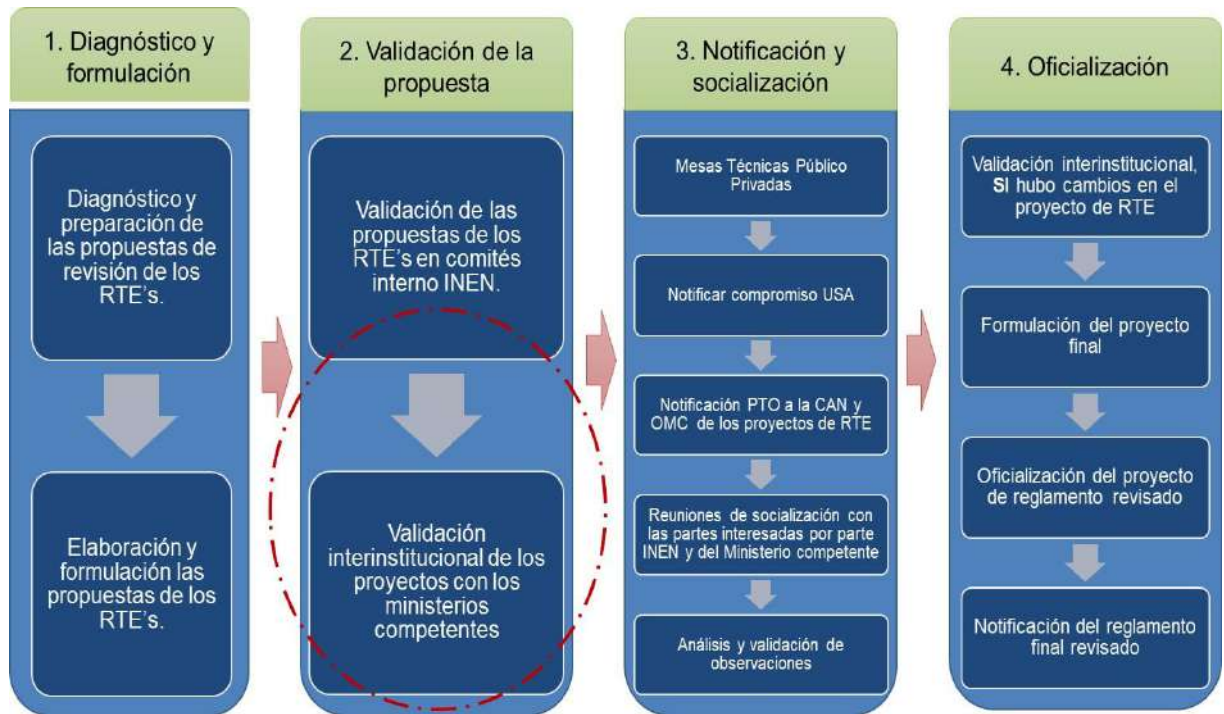 1. Diagnóstico y
formulación
Diagnóstico y
preparación de
las propuestas de
revisión de los
RTE's.
Elaboración y
formulación las
propuestas de los
RTE's.
2. Validación de la
propuesta
Validación de las
propuestas de los
RTE's en comités
interno INEN.
Validación
interinstitucional de los
proyectos con los
ministerios
competentes
3. Notificación y
socialización
Mesas Técnicas Público
Privadas
Notificar compromiso USA
Notificación PTO a la CAN y
OMC de los proyectos de RTE
Reuniones de socialización con
las partes interesadas por parte
INEN y del Ministerio competente
Análisis y validación de
observaciones
4. Oficialización
Validación interinstitucional,
SI hubo cambios en el
proyecto de RTE
Formulación del proyecto
final
Oficialización del proyecto
de reglamento revisado
Notificación del reglamento
final revisado